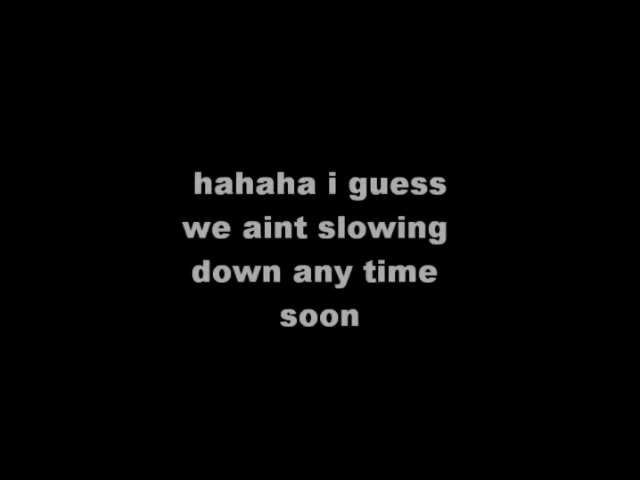 hahaha i guess
we aint slowing
down any time
soon